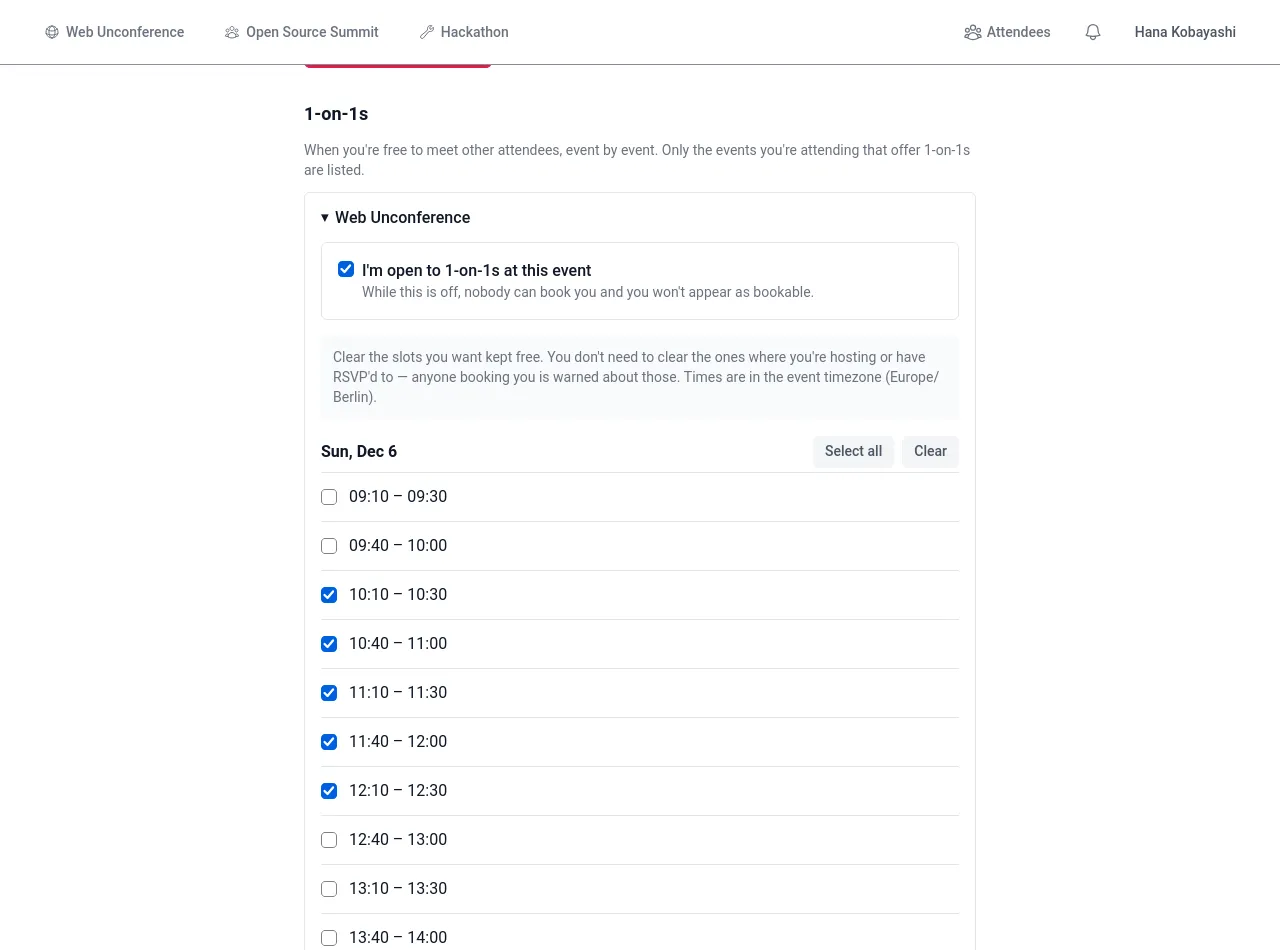 Web Unconference
Open Source Summit
Hackathon
Attendees
Hana Kobayashi
1-on-1s
When you're free to meet other attendees, event by event. Only the events you're attending that offer 1-on-1s
are listed.
Web Unconference
I'm open to 1-on-1s at this event
While this is off, nobody can book you and you won't appear as bookable.
Clear the slots you want kept free. You don't need to clear the ones where you're hosting or have
RSVP'd to — anyone booking you is warned about those. Times are in the event timezone (Europe/
Berlin).
Sun, Dec 6
Select all
Clear
09:10 – 09:30
09:40 – 10:00
10:10 – 10:30
10:40 – 11:00
11:10 – 11:30
11:40 – 12:00
12:10 – 12:30
12:40 – 13:00
13:10 – 13:30
13:40 – 14:00